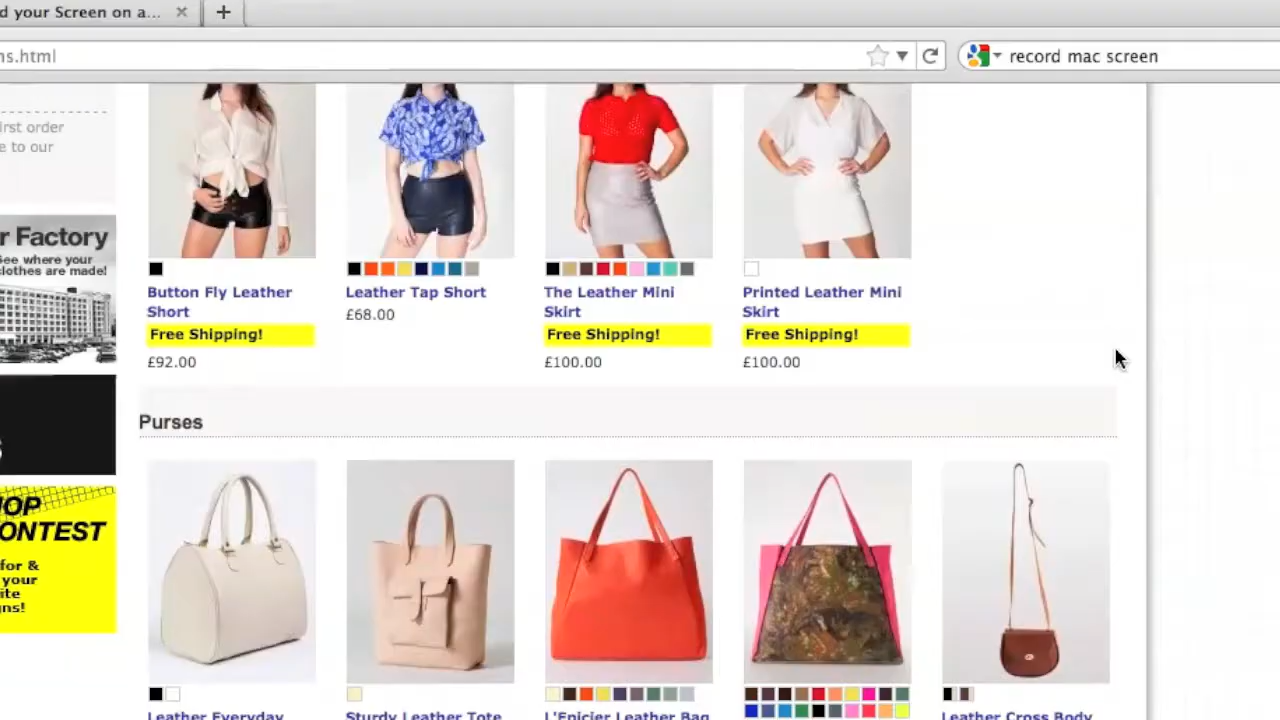 d your Screen on a...
ns.html
record mac screen
irst order
e to our
r Factory
See where your
clothes are made!
OP
ONTEST
for &
your
ite
gns!
Button Fly Leather
Short
Free Shipping!
£92.00
Leather Tap Short
£68.00
The Leather Mini
Skirt
Free Shipping!
£100.00
Printed Leather Mini
Skirt
Free Shipping!
£100.00
Purses
Leather Everyday
Sturdy Leather Tote
L'Epicier Leather Bag
Leather Cross Body